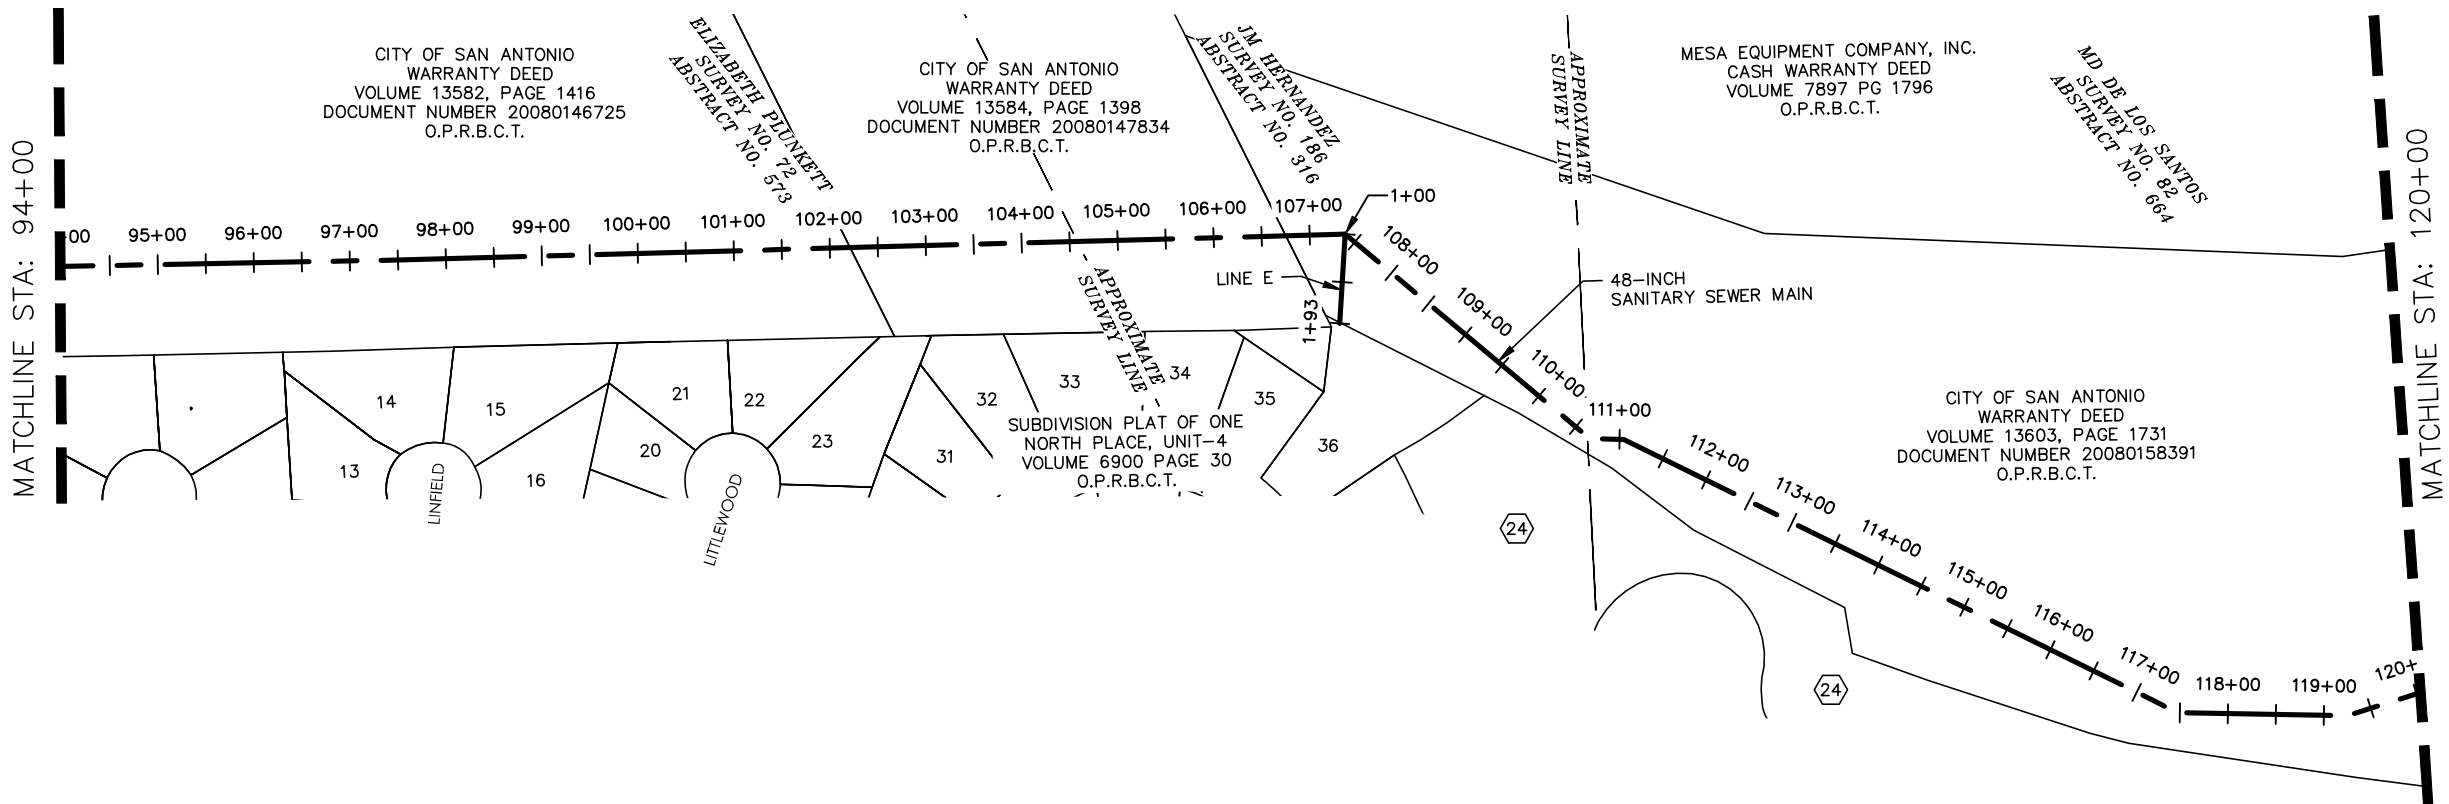 MATCHLINE STA: 94+00
CITY OF SAN ANTONIO
WARRANTY DEED
VOLUME 13582, PAGE 1416
DOCUMENT NUMBER 20080146725
O.P.R.B.C.T.
ELIZABETH PLUNKETT
SURVEY NO. 72
ABSTRACT NO. 573
CITY OF SAN ANTONIO
WARRANTY DEED
VOLUME 13584, PAGE 1398
DOCUMENT NUMBER 20080147834
O.P.R.B.C.T.
JM HERNANDEZ
SURVEY NO. 186
ABSTRACT NO. 316
APPROXIMATE
SURVEY LINE
MESA EQUIPMENT COMPANY, INC.
CASH WARRANTY DEED
VOLUME 7897 PG 1796
O.P.R.B.C.T.
MD DE LOS SANTOS
SURVEY NO. 82
ABSTRACT NO. 664
MATCHLINE STA: 120+00
+00
95+00
96+00
97+00
98+00
99+00
100+00
101+00
102+00
103+00
104+00
105+00
106+00
107+00
1+00
108+00
109+00
110+00
111+00
112+00
113+00
114+00
115+00
116+00
117+00
118+00
119+00
120+
LINE E
1+93
48-INCH
SANITARY SEWER MAIN
APPROXIMATE
SURVEY LINE
CITY OF SAN ANTONIO
WARRANTY DEED
VOLUME 13603, PAGE 1731
DOCUMENT NUMBER 20080158391
O.P.R.B.C.T.
14
15
13
16
21
22
20
23
32
33
34
35
31
36
SUBDIVISION PLAT OF ONE
NORTH PLACE, UNIT-4
VOLUME 6900 PAGE 30
O.P.R.B.C.T.
LINFIELD
LITTLEWOOD
24
24